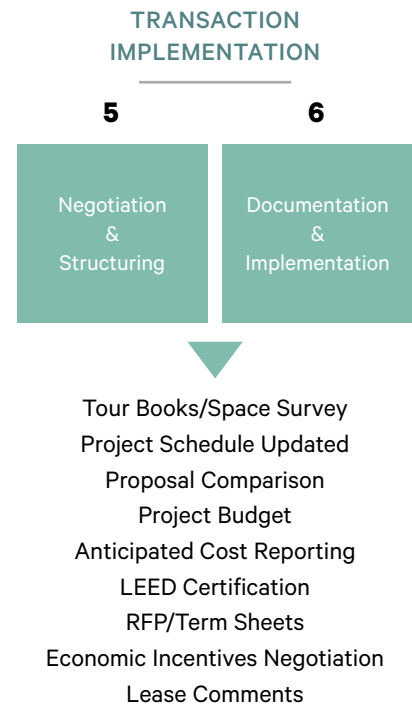 TRANSACTION
IMPLEMENTATION
5
6
Negotiation
&
Structuring
Documentation
&
Implementation
Tour Books/Space Survey
Project Schedule Updated
Proposal Comparison
Project Budget
Anticipated Cost Reporting
LEED Certification
RFP/Term Sheets
Economic Incentives Negotiation
Lease Comments